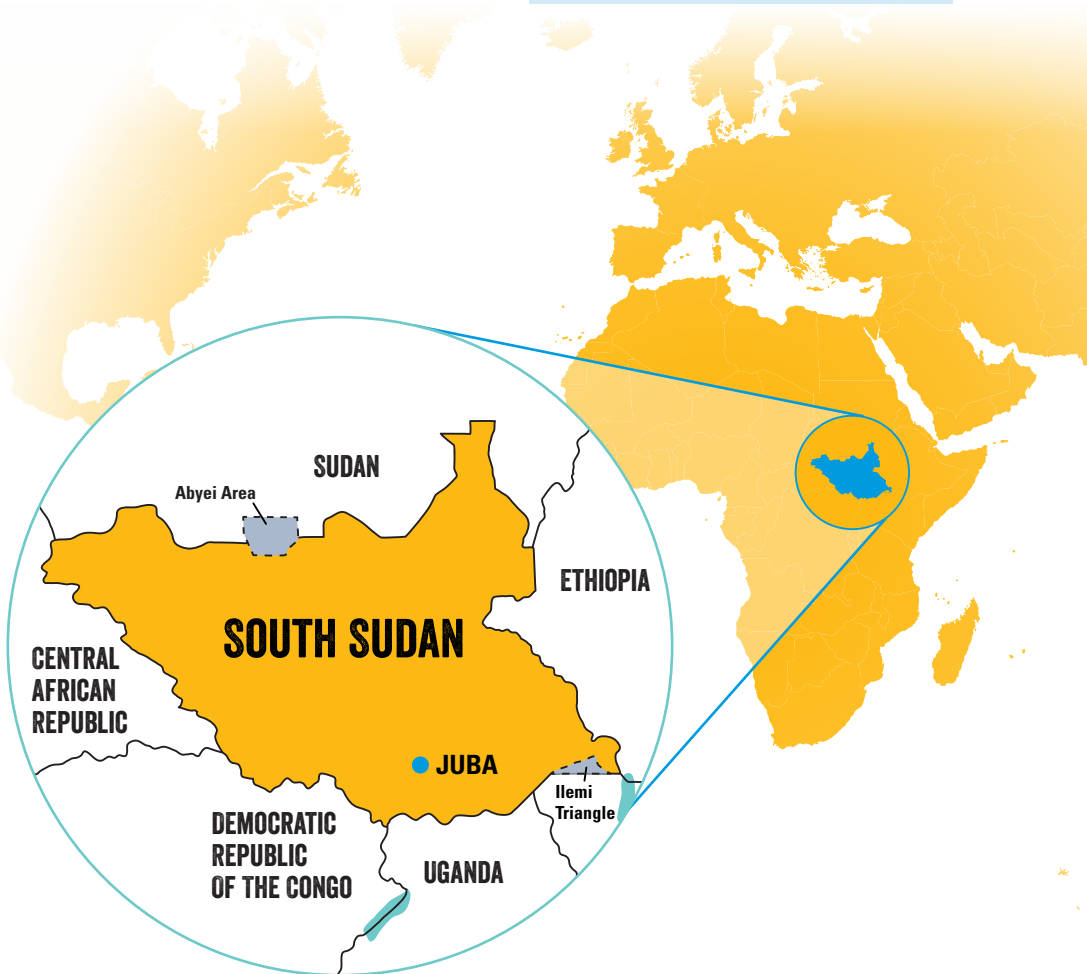 SUDAN
Abyei Area
ETHIOPIA
SOUTH SUDAN
CENTRAL
AFRICAN
REPUBLIC
JUBA
Ilemi
Triangle
DEMOCRATIC
REPUBLIC
OF THE CONGO
UGANDA